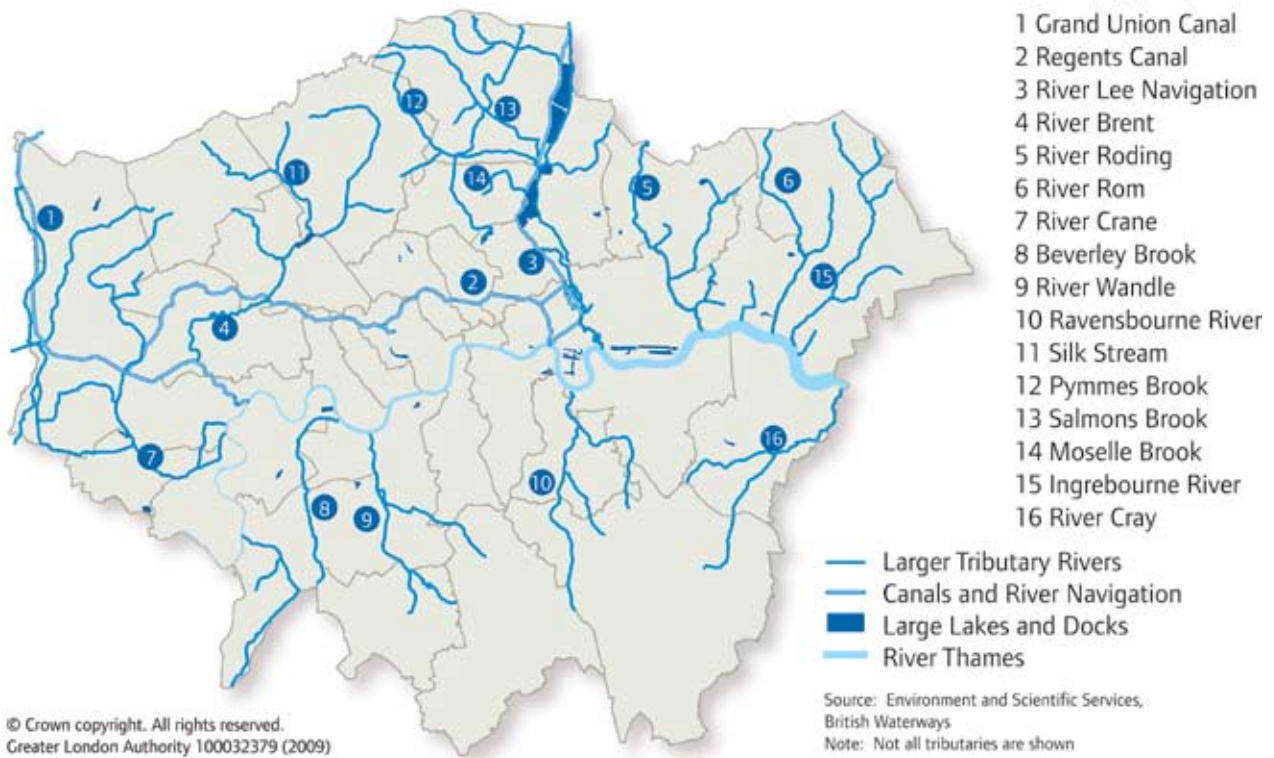 1 Grand Union Canal
2 Regents Canal
3 River Lee Navigation
4 River Brent
5 River Roding
6 River Rom
7 River Crane
8 Beverley Brook
9 River Wandle
10 Ravensbourne River
11 Silk Stream
12 Pymmes Brook
13 Salmons Brook
14 Moselle Brook
15 Ingrebourne River
16 River Cray
Larger Tributary Rivers
Canals and River Navigation
Large Lakes and Docks
River Thames
Source: Environment and Scientific Services,
British Waterways
Note: Not all tributaries are shown
© Crown copyright. All rights reserved.
Greater London Authority 100032379 (2009)
12
13
11
14
5
6
1
3
2
15
4
7
16
10
8
9